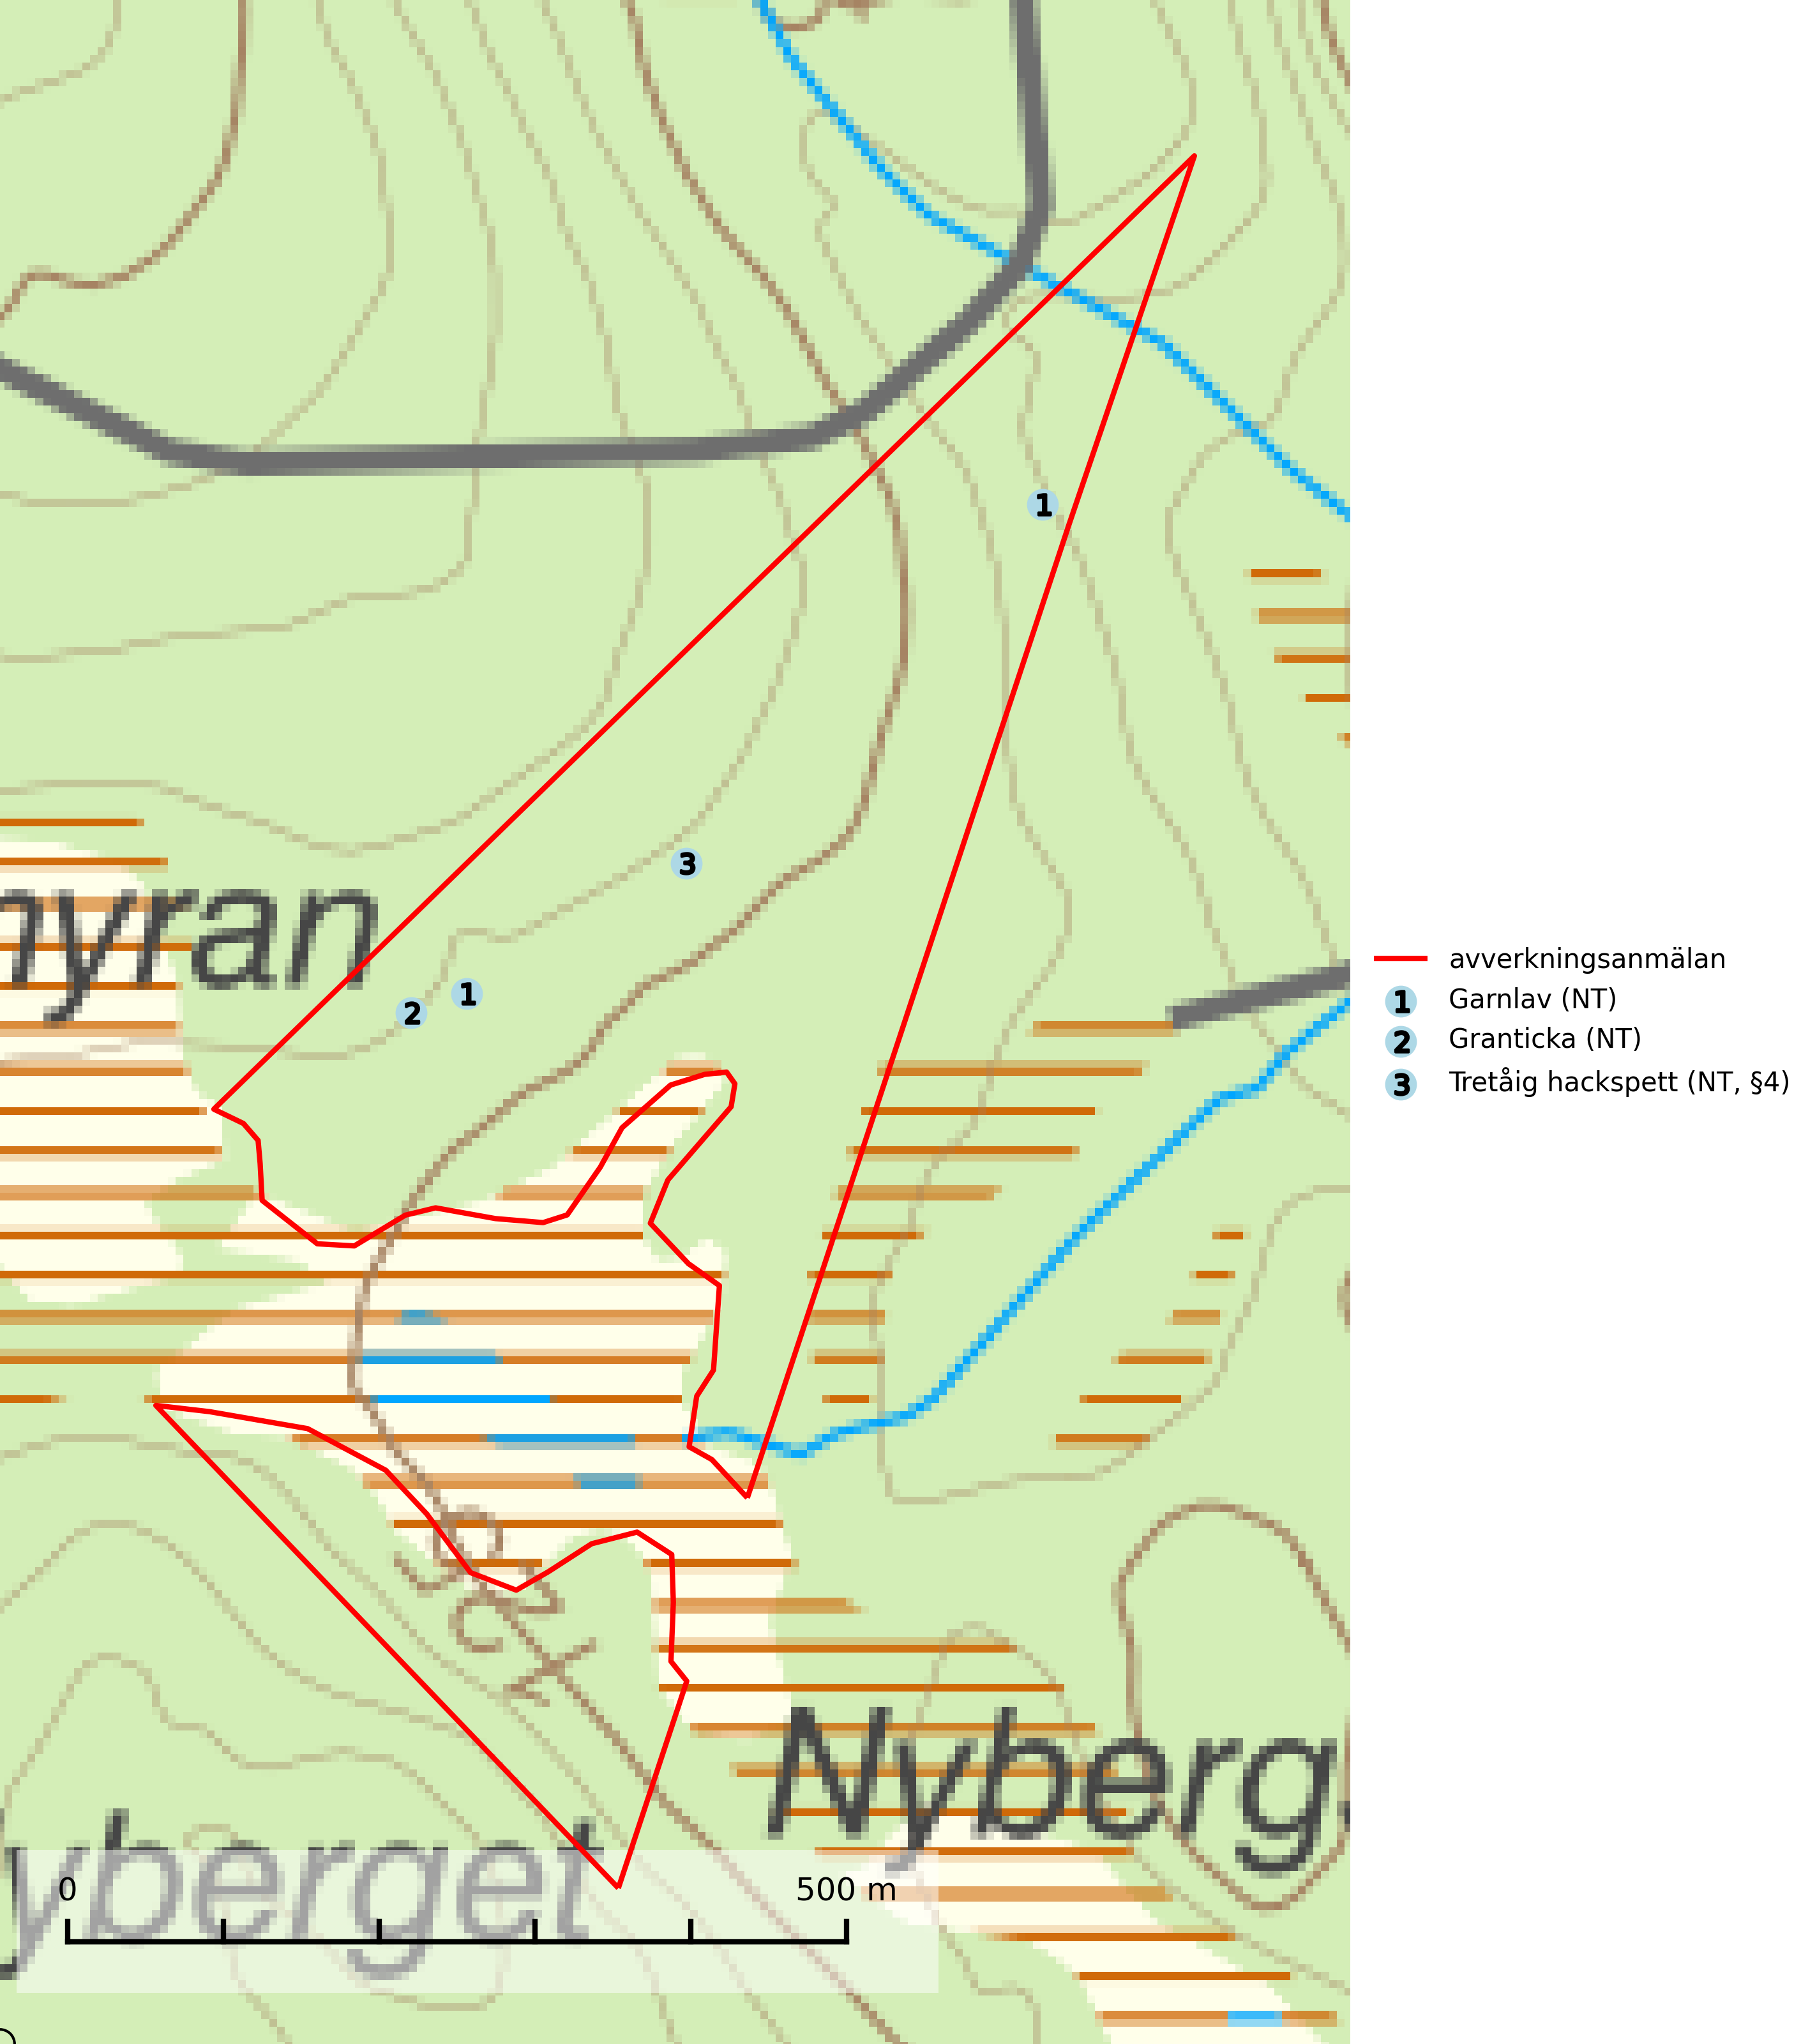 1
3
myran
1
2
avverkningsanmälan
1 Garnlav (NT)
2 Granticka (NT)
3 Tretåig hackspett (NT, §4)
Nyberg
yberget
0 500 m